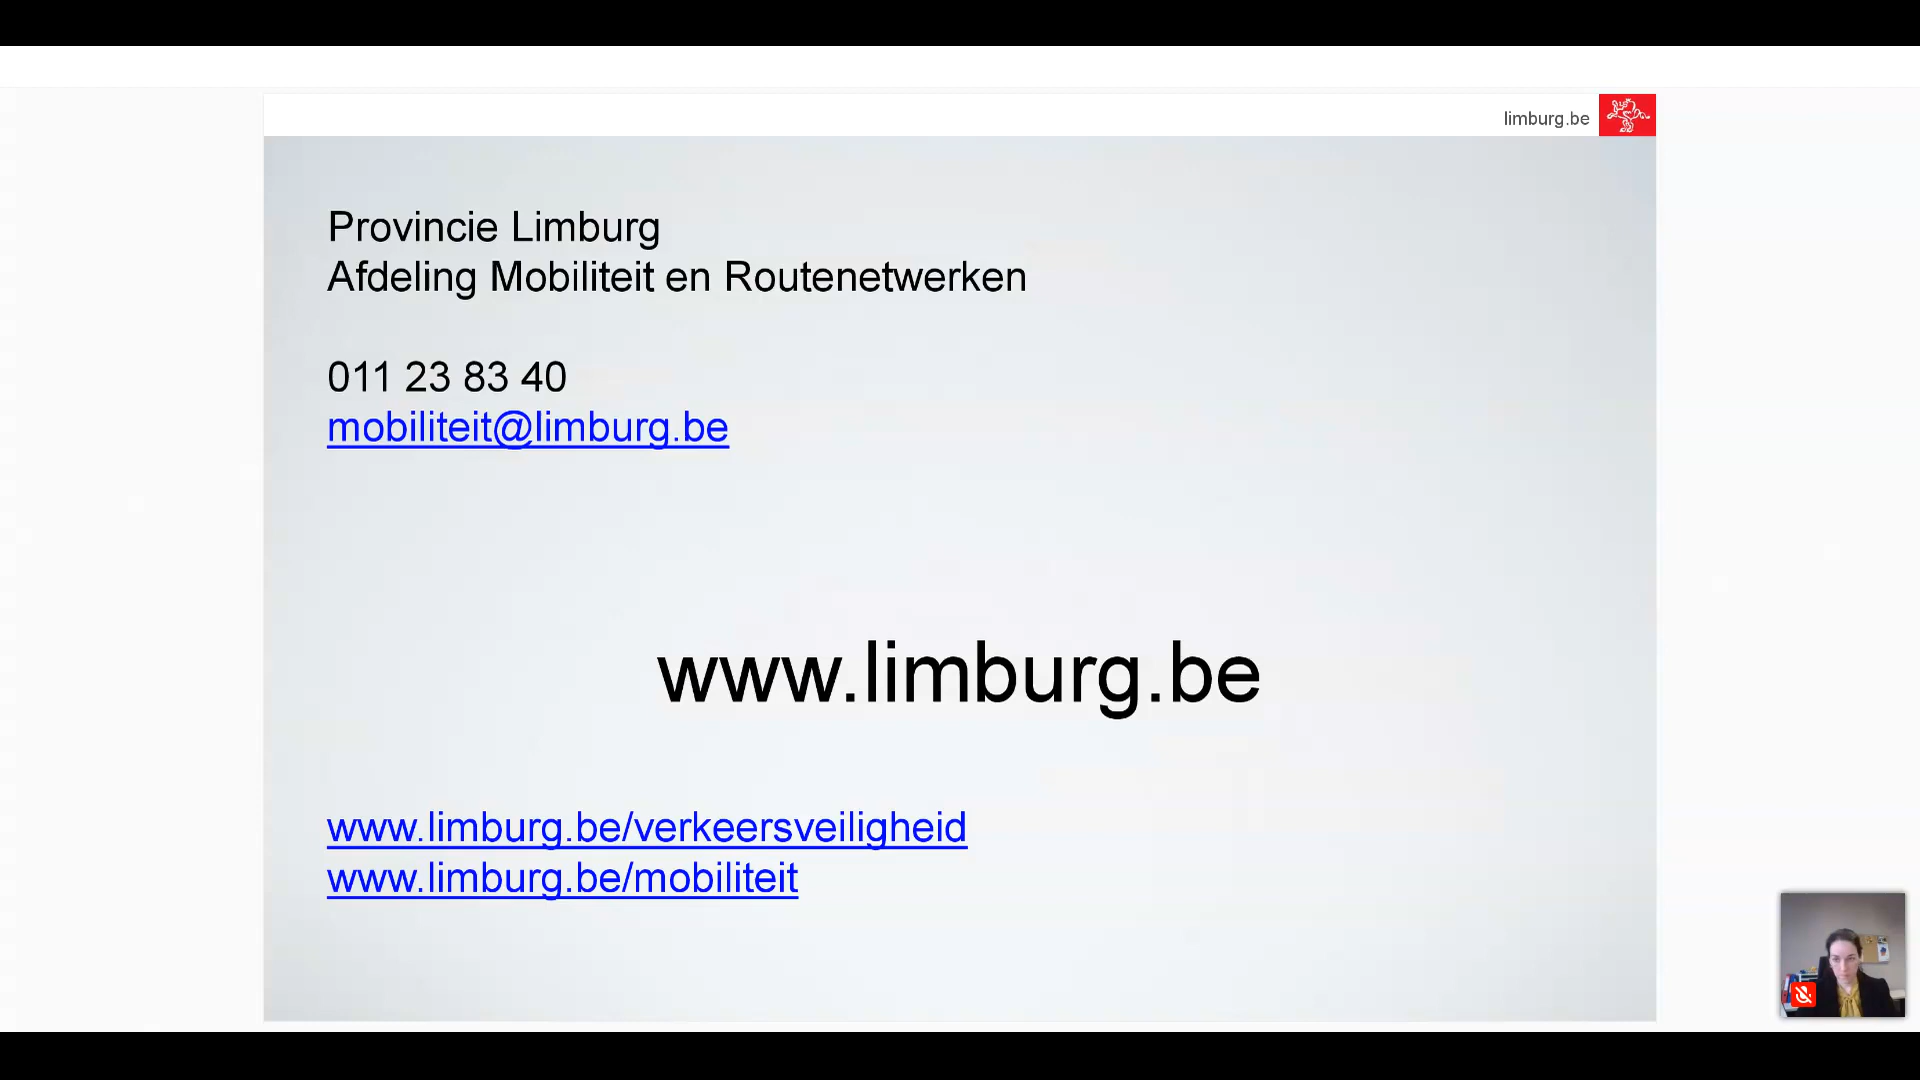 limburg.be
Provincie Limburg
Afdeling Mobiliteit en Routenetwerken
011 23 83 40
mobiliteit@limburg.be
www.limburg.be
www.limburg.be/verkeersveiligheid
www.limburg.be/mobiliteit